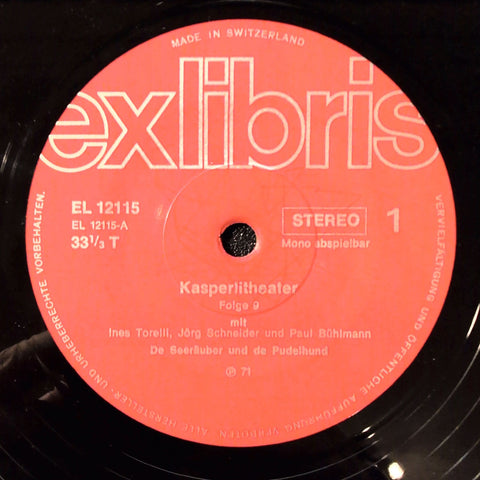 MADE IN SWITZERLAND
exlibris
EL 12115
EL 12115-A
33⅓ T
STEREO
1
Mono abspielbar
Kasperlitheater
Folge 9
mit
Ines Torelli, Jörg Schneider und Paul Bühlmann
De Seeräuber und de Pudelhund
℗ 71
ALLE HERSTELLER- UND URHEBERRECHTE VORBEHALTEN.
VERVIELFÄLTIGUNG UND ÖFFENTLICHE AUFFÜHRUNG VERBOTEN.